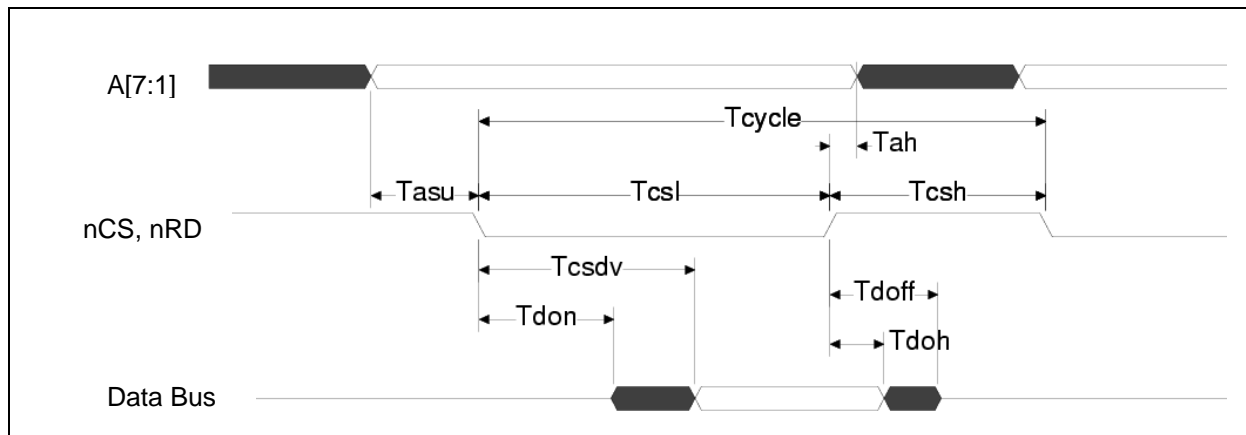 A[7:1]
Tcycle
Tah
Tasu
Tcsl
Tcsh
nCS, nRD
Tcsdv
Tdoff
Tdon
Tdoh
Data Bus